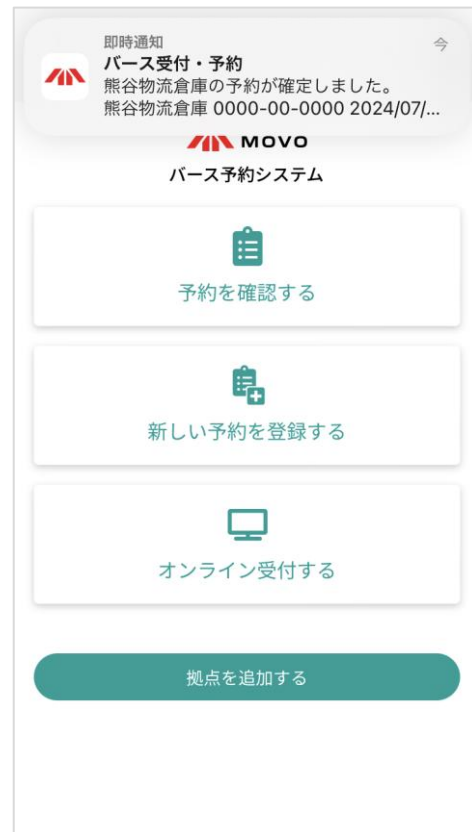 即時通知
今
バース受付・予約
熊谷物流倉庫の予約が確定しました。
熊谷物流倉庫 0000-00-0000 2024/07/...
MOVO
バース予約システム
予約を確認する
新しい予約を登録する
オンライン受付する
拠点を追加する